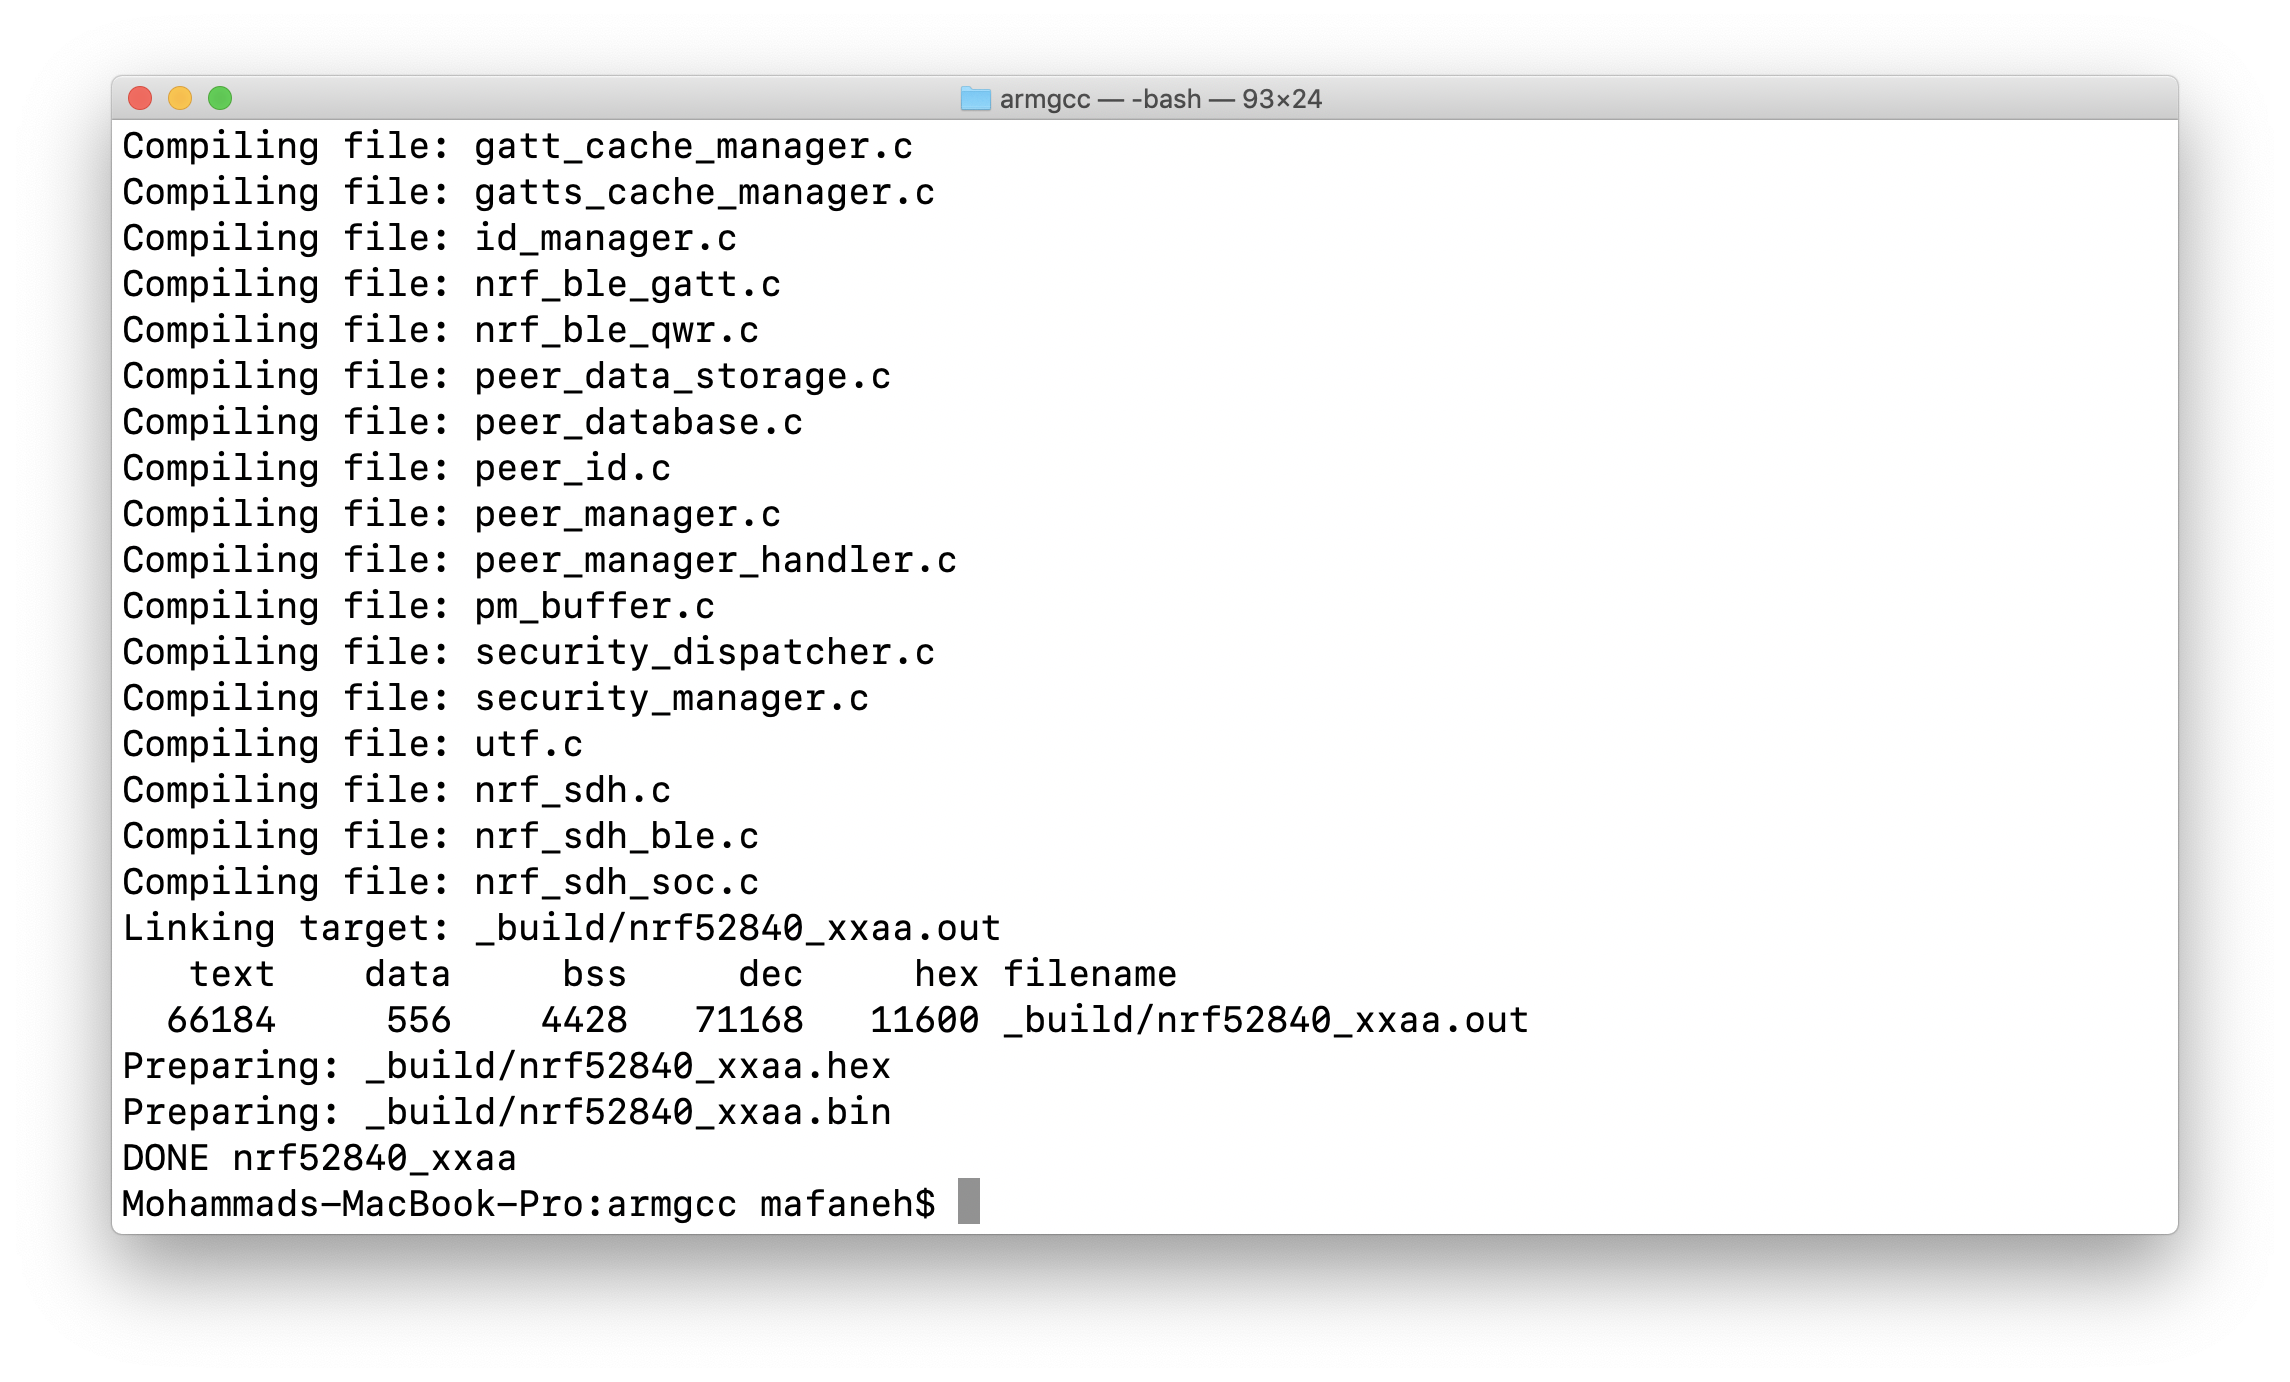 armgcc — -bash — 93×24
Compiling file: gatt_cache_manager.c
Compiling file: gatts_cache_manager.c
Compiling file: id_manager.c
Compiling file: nrf_ble_gatt.c
Compiling file: nrf_ble_qwr.c
Compiling file: peer_data_storage.c
Compiling file: peer_database.c
Compiling file: peer_id.c
Compiling file: peer_manager.c
Compiling file: peer_manager_handler.c
Compiling file: pm_buffer.c
Compiling file: security_dispatcher.c
Compiling file: security_manager.c
Compiling file: utf.c
Compiling file: nrf_sdh.c
Compiling file: nrf_sdh_ble.c
Compiling file: nrf_sdh_soc.c
Linking target: _build/nrf52840_xxaa.out
   text    data     bss     dec     hex filename
  66184     556    4428   71168   11600 _build/nrf52840_xxaa.out
Preparing: _build/nrf52840_xxaa.hex
Preparing: _build/nrf52840_xxaa.bin
DONE nrf52840_xxaa
Mohammads-MacBook-Pro:armgcc mafaneh$